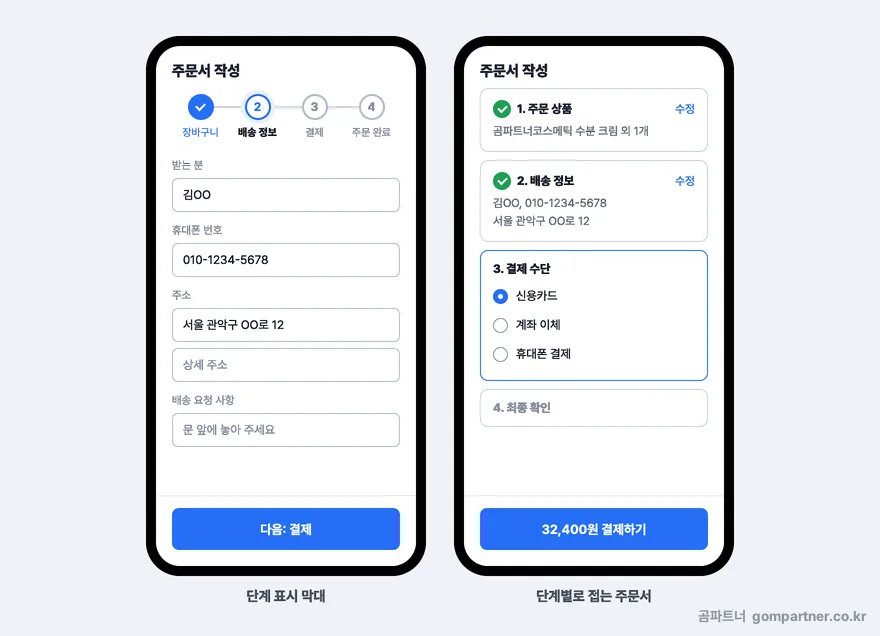 주문서 작성
2
3
4
장바구니
배송 정보
결제
주문 완료
받는 분
김OO
휴대폰 번호
010-1234-5678
주소
서울 관악구 OO로 12
상세 주소
배송 요청 사항
문 앞에 놓아 주세요
다음: 결제
단계 표시 막대
주문서 작성
1. 주문 상품
수정
곰파트너코스메틱 수분 크림 외 1개
2. 배송 정보
수정
김OO, 010-1234-5678
서울 관악구 OO로 12
3. 결제 수단
신용카드
계좌 이체
휴대폰 결제
4. 최종 확인
32,400원 결제하기
단계별로 접는 주문서
곰파트너 gompartner.co.kr